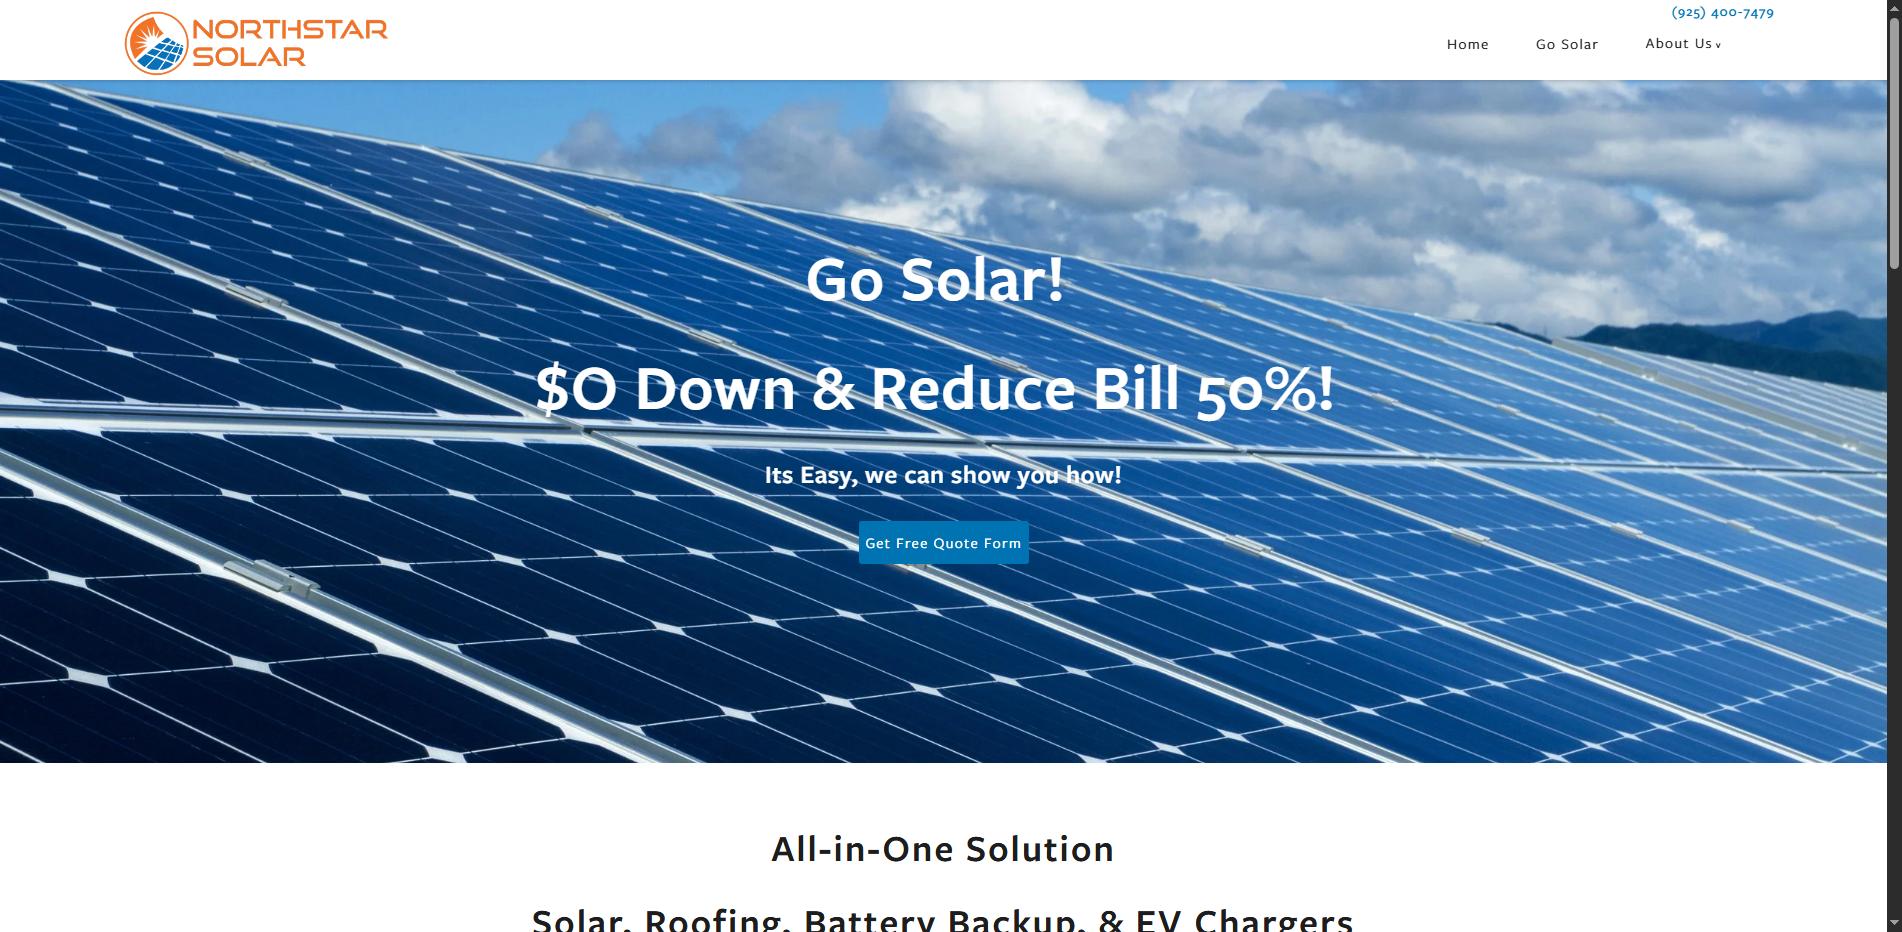 NORTHSTAR
SOLAR
(925) 400-7479
Home
Go Solar
About Us v
Go Solar!
$0 Down & Reduce Bill 50%!
Its Easy, we can show you how!
Get Free Quote Form
All-in-One Solution
Solar, Roofing, Battery Backup, & EV Chargers